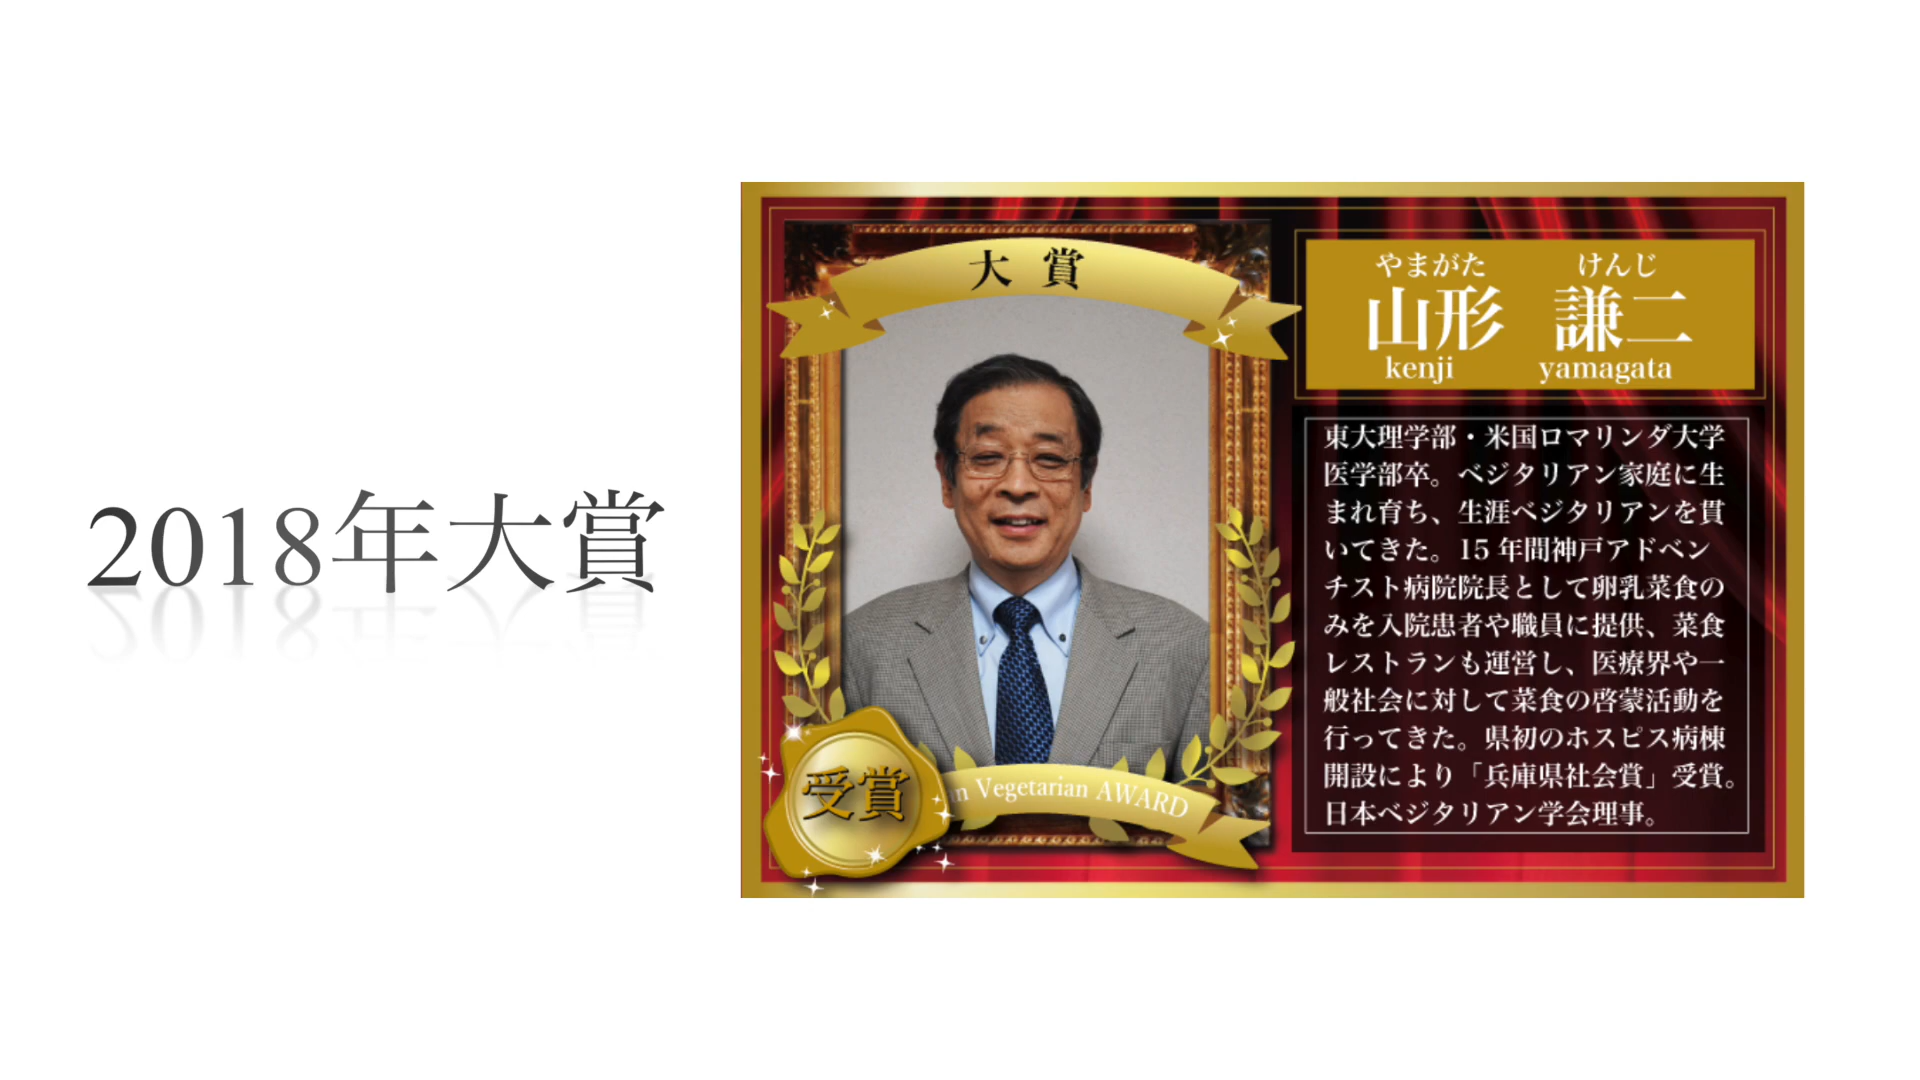 2018年大賞
大賞
受賞
in Vegetarian AWARD
やまがた けんじ
山形 謙二
kenji yamagata
東大理学部・米国ロマリンダ大学
医学部卒。ベジタリアン家庭に生
まれ育ち、生涯ベジタリアンを貫
いてきた。15 年間神戸アドベン
チスト病院院長として卵乳菜食の
みを入院患者や職員に提供、菜食
レストランも運営し、医療界や一
般社会に対して菜食の啓蒙活動を
行ってきた。県初のホスピス病棟
開設により「兵庫県社会賞」受賞。
日本ベジタリアン学会理事。